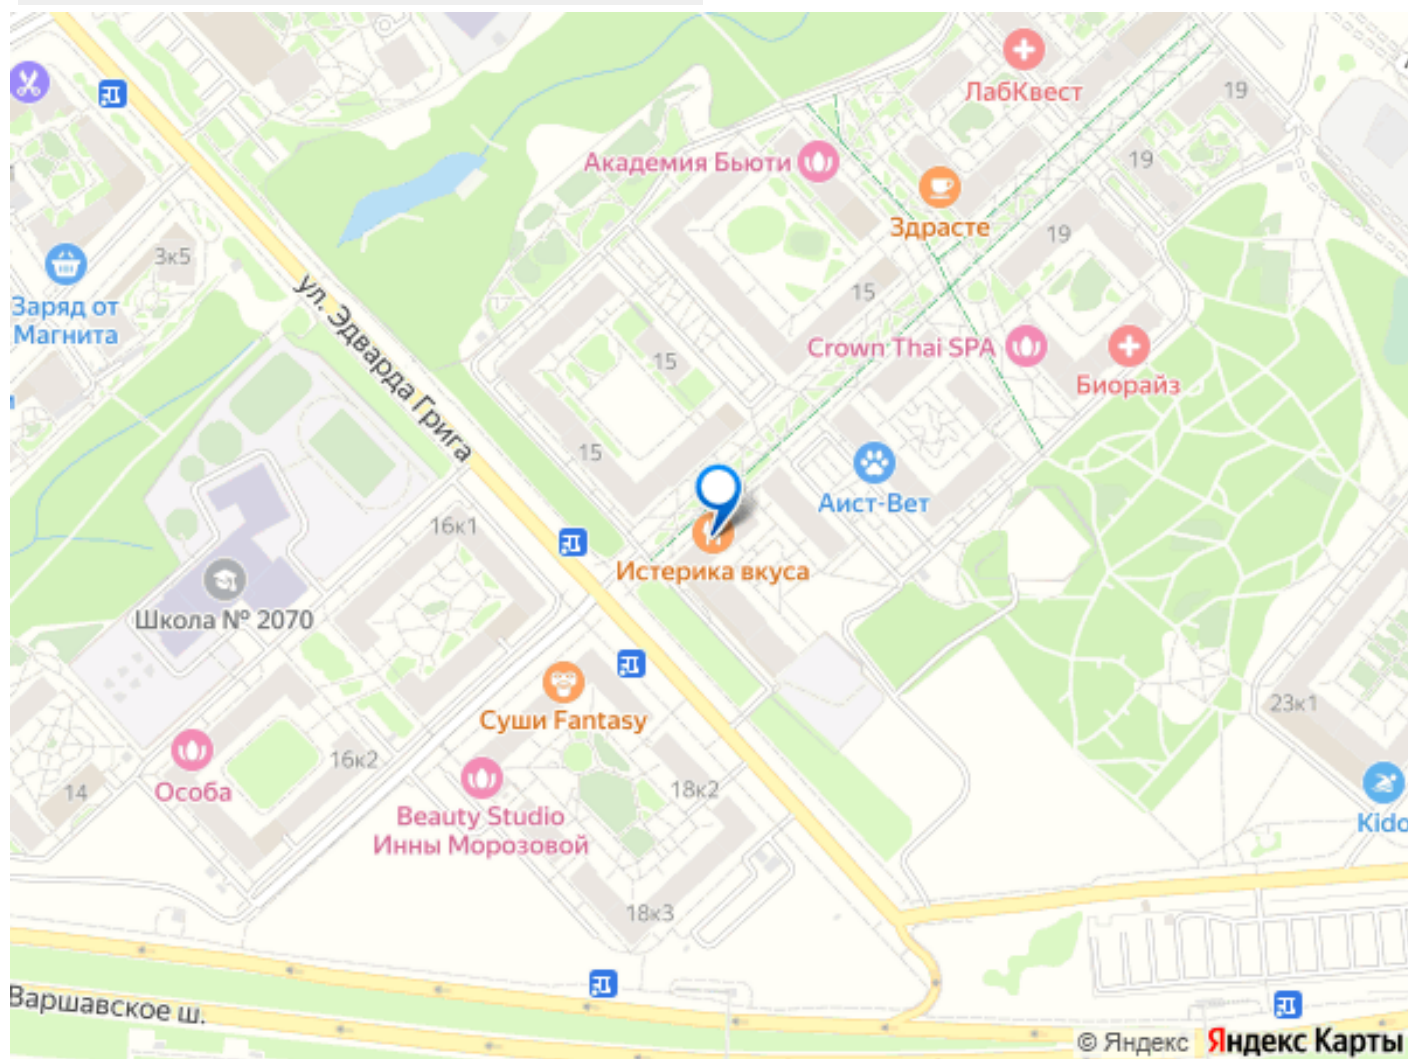 ЛабКвест
19
Академия Бьюти
19
Здрасте
19
3к5
Заряд от
Магнита
ул. Эдварда Грига
15
Crown Thai SPA
15
Биорайз
15
Аист-Вет
16к1
Истерика вкуса
Школа № 2070
Суши Fantasy
23к1
16к2
Особа
14
18к2
Beauty Studio
Инны Морозовой
Kido
18к3
Варшавское ш.
© Яндекс Яндекс Карты